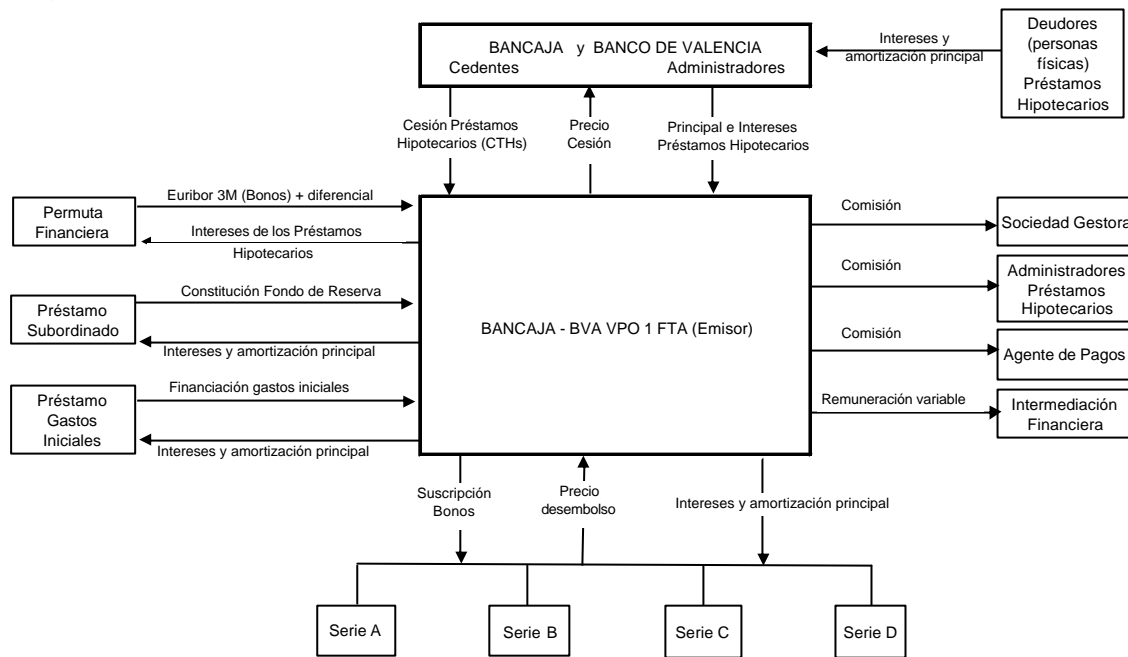 BANCAJA y BANCO DE VALENCIA
Cedentes Administradores
Intereses y
amortización principal
Deudores
(personas
físicas)
Préstamos
Hipotecarios
Cesión Préstamos
Hipotecarios (CTHs)
Precio
Cesión
Principal e Intereses
Préstamos Hipotecarios
Permuta
Financiera
Euribor 3M (Bonos) + diferencial
Intereses de los Préstamos
Hipotecarios
Préstamo
Subordinado
Constitución Fondo de Reserva
Intereses y amortización principal
Préstamo
Gastos
Iniciales
Financiación gastos iniciales
Intereses y amortización principal
BANCAJA - BVA VPO 1 FTA (Emisor)
Comisión
Sociedad Gestora
Comisión
Administradores
Préstamos
Hipotecarios
Comisión
Agente de Pagos
Remuneración variable
Intermediación
Financiera
Suscripción
Bonos
Precio
desembolso
Intereses y amortización principal
Serie A
Serie B
Serie C
Serie D